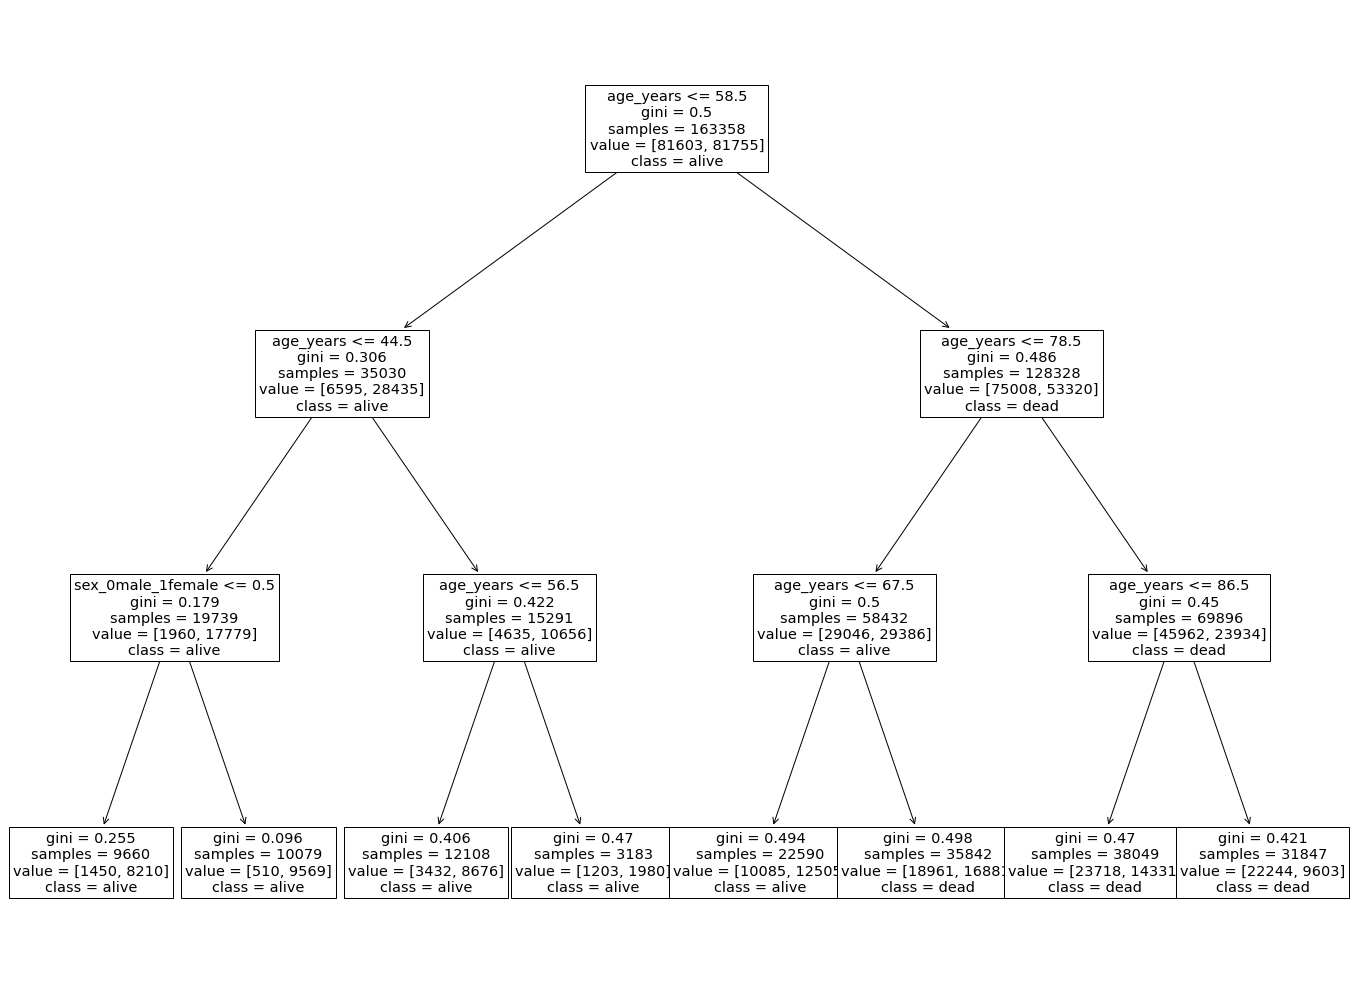 age_years <= 58.5
gini = 0.5
samples = 163358
value = [81603, 81755]
class = alive
age_years <= 44.5
gini = 0.306
samples = 35030
value = [6595, 28435]
class = alive
age_years <= 78.5
gini = 0.486
samples = 128328
value = [75008, 53320]
class = dead
sex_0male_1female <= 0.5
gini = 0.179
samples = 19739
value = [1960, 17779]
class = alive
age_years <= 56.5
gini = 0.422
samples = 15291
value = [4635, 10656]
class = alive
age_years <= 67.5
gini = 0.5
samples = 58432
value = [29046, 29386]
class = alive
age_years <= 86.5
gini = 0.45
samples = 69896
value = [45962, 23934]
class = dead
gini = 0.255
samples = 9660
value = [1450, 8210]
class = alive
gini = 0.096
samples = 10079
value = [510, 9569]
class = alive
gini = 0.406
samples = 12108
value = [3432, 8676]
class = alive
gini = 0.47
samples = 3183
value = [1203, 1980]
class = alive
gini = 0.494
samples = 22590
value = [10085, 12505
class = alive
gini = 0.498
samples = 35842
value = [18961, 16881
class = dead
gini = 0.47
samples = 38049
value = [23718, 14331
class = dead
gini = 0.421
samples = 31847
value = [22244, 9603]
class = dead